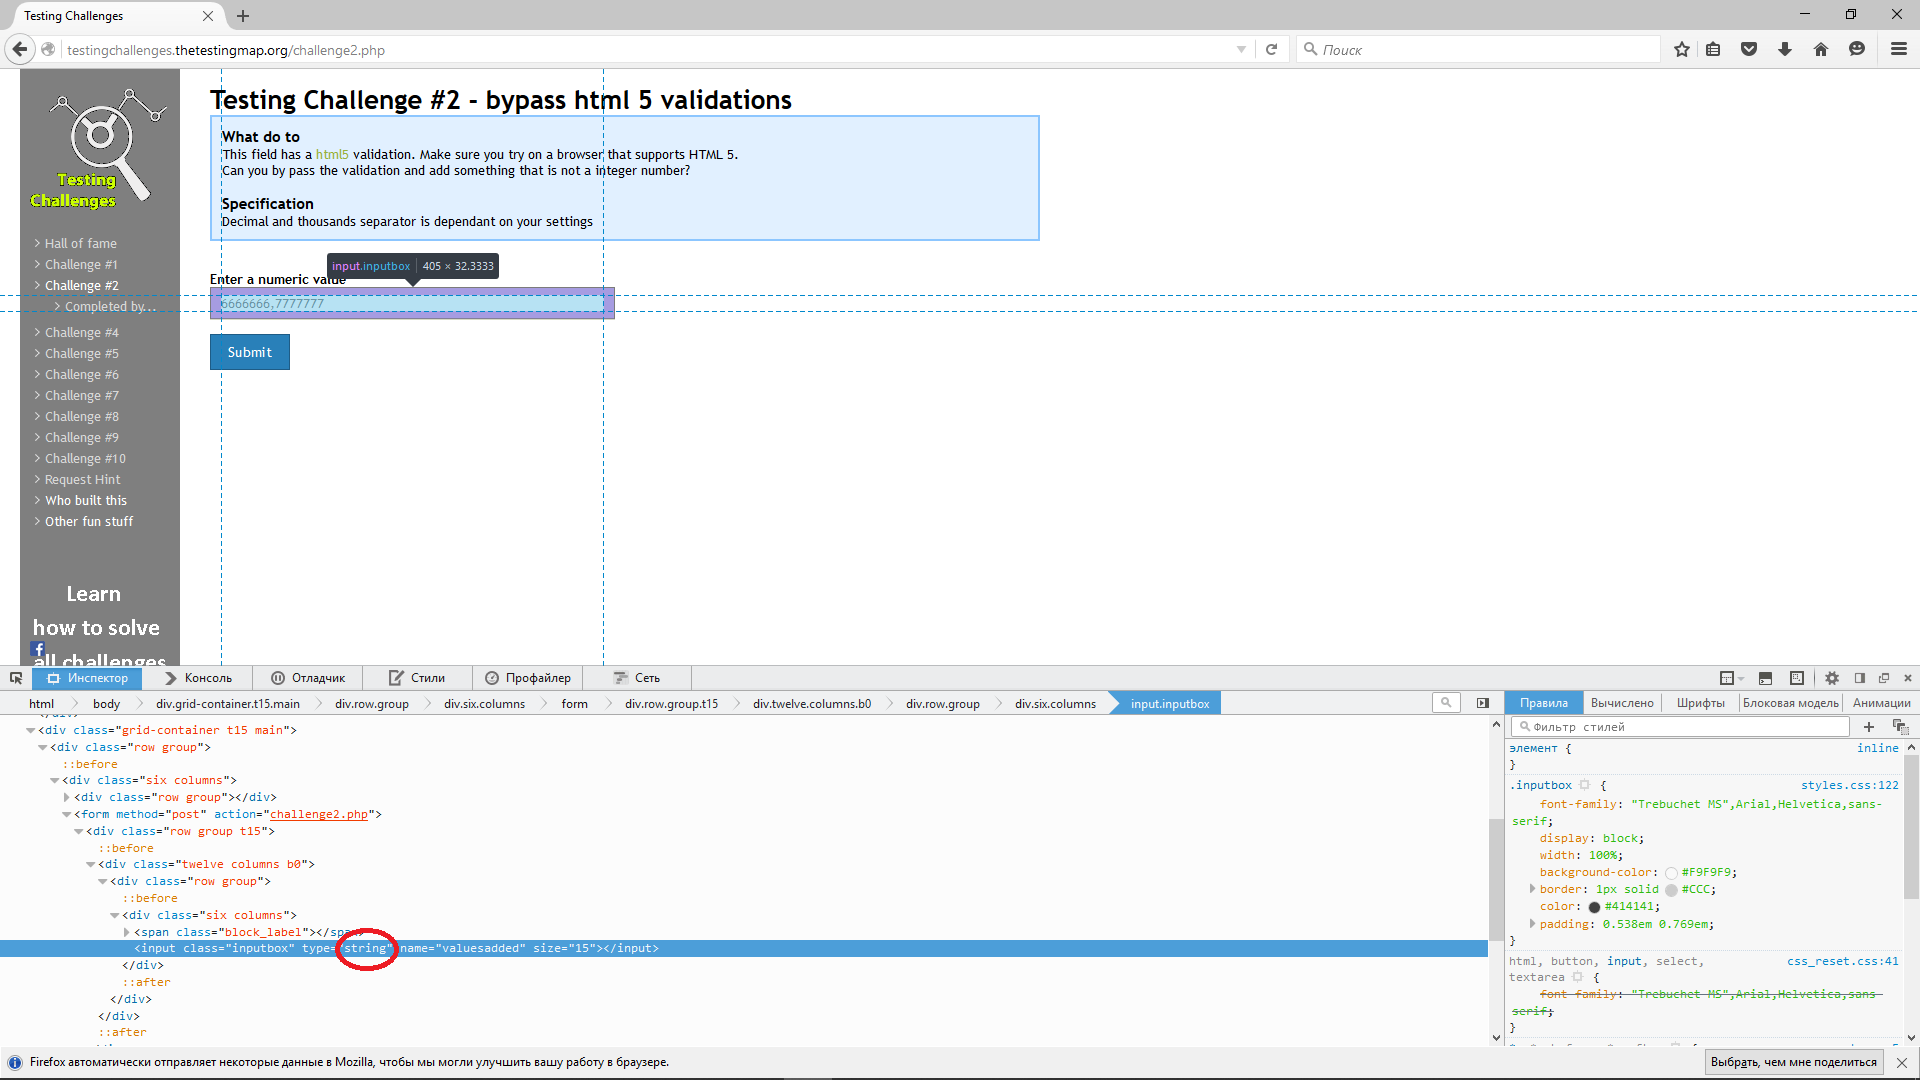 Testing Challenges
testingchallenges.thetestingmap.org/challenge2.php
Поиск
Testing Challenges
Hall of fame
Challenge #1
Challenge #2
Completed by...
Challenge #4
Challenge #5
Challenge #6
Challenge #7
Challenge #8
Challenge #9
Challenge #10
Request Hint
Who built this
Other fun stuff
Learn
how to solve
all challenges
Testing Challenge #2 - bypass html 5 validations
What do to
This field has a html5 validation. Make sure you try on a browser that supports HTML 5.
Can you by pass the validation and add something that is not a integer number?
Specification
Decimal and thousands separator is dependant on your settings
input.inputbox | 405 × 32.3333
Enter a numeric value
6666666,7777777
Submit
Инспектор Консоль Отладчик Стили Профайлер Сеть
html body div.grid-container.t15.main div.row.group div.six.columns form div.row.group.t15 div.twelve.columns.b0 div.row.group div.six.columns input.inputbox
<div class="grid-container t15 main">
<div class="row group">
::before
<div class="six columns">
<div class="row group"></div>
<form method="post" action="challenge2.php">
<div class="row group t15">
::before
<div class="twelve columns b0">
<div class="row group">
::before
<div class="six columns">
<span class="block_label"></span>
<input class="inputbox" type="string" name="valuesadded" size="15"></input>
</div>
::after
</div>
</div>
::after
Правила Вычислено Шрифты Блоковая модель Анимации
Фильтр стилей
элемент { inline
}
.inputbox { styles.css:122
font-family: "Trebuchet MS",Arial,Helvetica,sans-
serif;
display: block;
width: 100%;
background-color: #F9F9F9;
border: 1px solid #CCC;
color: #414141;
padding: 0.538em 0.769em;
}
html, button, input, select, css_reset.css:41
textarea {
font-family: "Trebuchet MS",Arial,Helvetica,sans-
serif;
}
Firefox автоматически отправляет некоторые данные в Mozilla, чтобы мы могли улучшить вашу работу в браузере.
Выбрать, чем мне поделиться